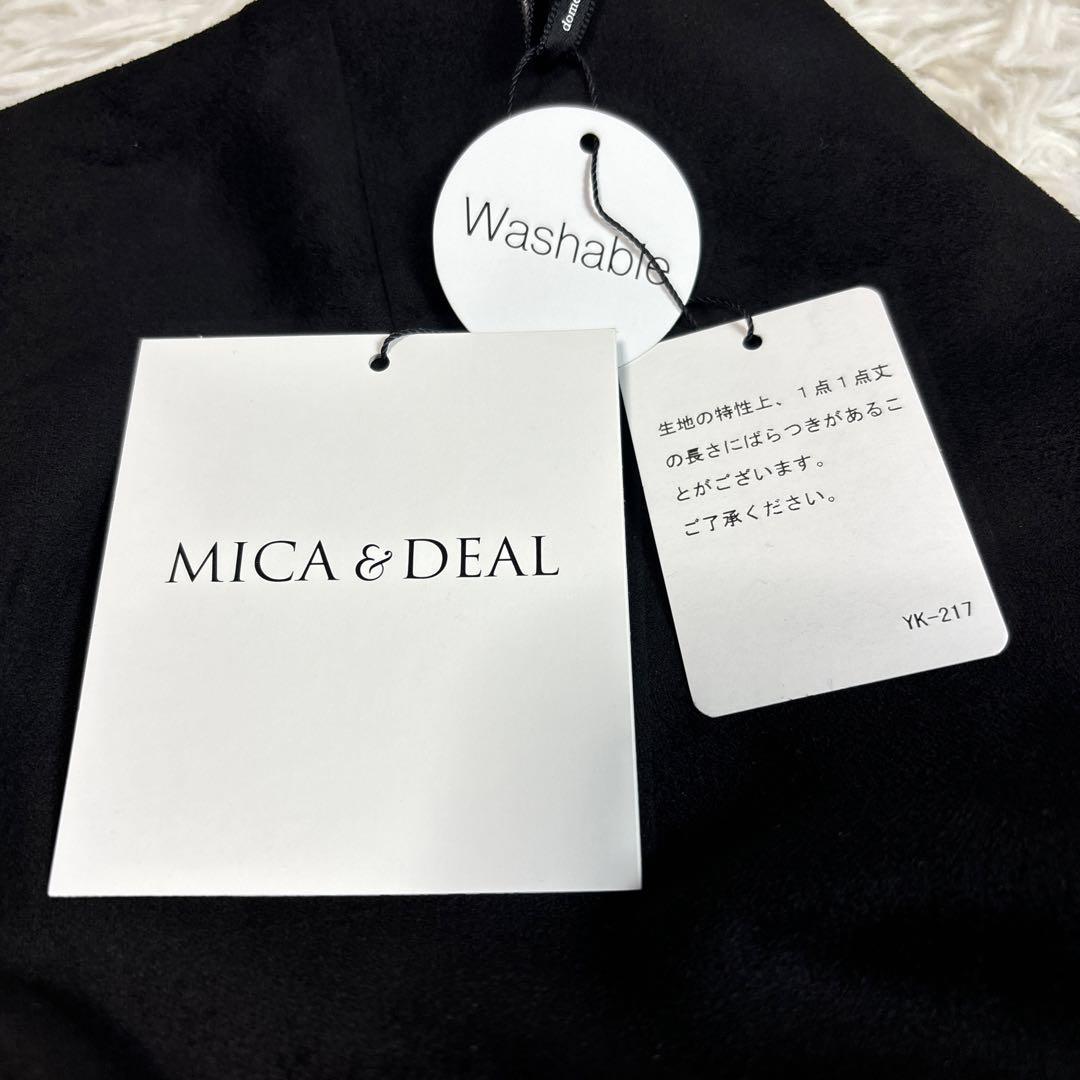 Washable
MICA & DEAL
生地の特性上、1点1点丈
の長さにばらつきがあるこ
とがございます。
ご了承ください。
YK-217